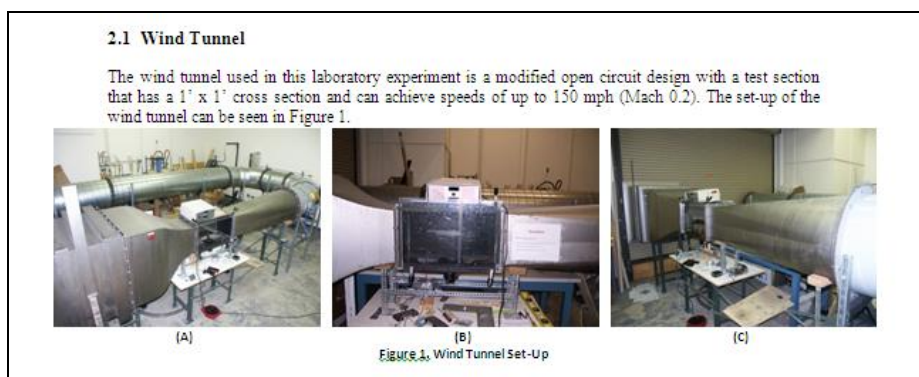 2.1 Wind Tunnel
The wind tunnel used in this laboratory experiment is a modified open circuit design with a test section
that has a 1’ x 1’ cross section and can achieve speeds of up to 150 mph (Mach 0.2). The set-up of the
wind tunnel can be seen in Figure 1.
(A) (B) (C)
Figure 1. Wind Tunnel Set-Up